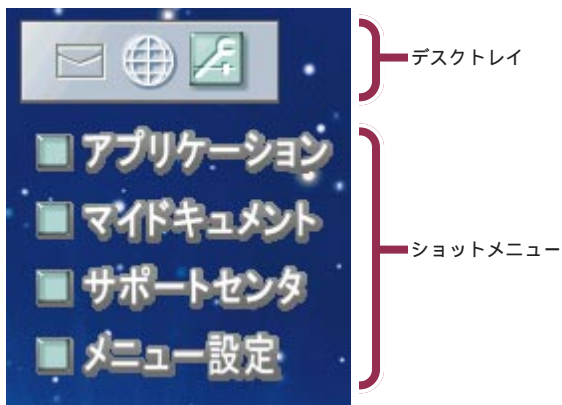 デスクトレイ
アプリケーション
マイドキュメント
ショットメニュー
サポートセンタ
メニュー設定